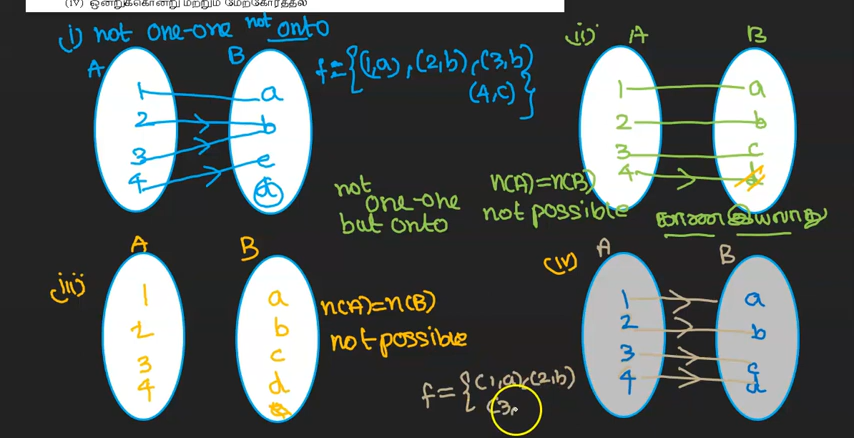 (iv) ஒன்றுக்கொன்று மற்றும் மேற்கோர்த்தல்
i) not one-one not onto
A B
1 a
2 b
3 c
4 d
f = {(1,a), (2,b), (3,b)
(4,c) }
ii) A B
1 a
2 b
3 c
4 d
not
one-one
but onto
n(A)=n(B)
not possible
காண இயலாது
iii) A B
1 a
2 b
3 c
4 d
n(A)=n(B)
not possible
(iv) A B
1 a
2 b
3 c
4 d
f = { (1,a), (2,b)
(3,